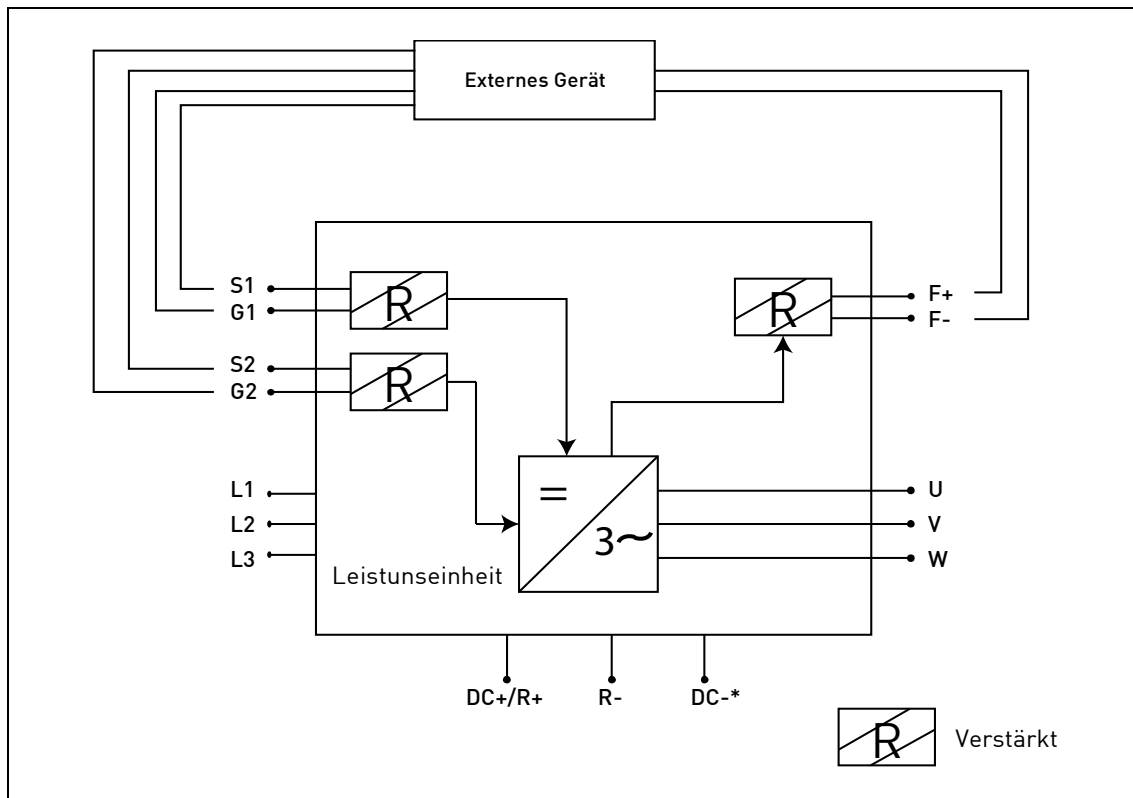 Externes Gerät
S1
G1
S2
G2
R
R
R
F+
F-
L1
L2
L3
=
3~
Leistunseinheit
U
V
W
DC+/R+
R-
DC-*
R
Verstärkt